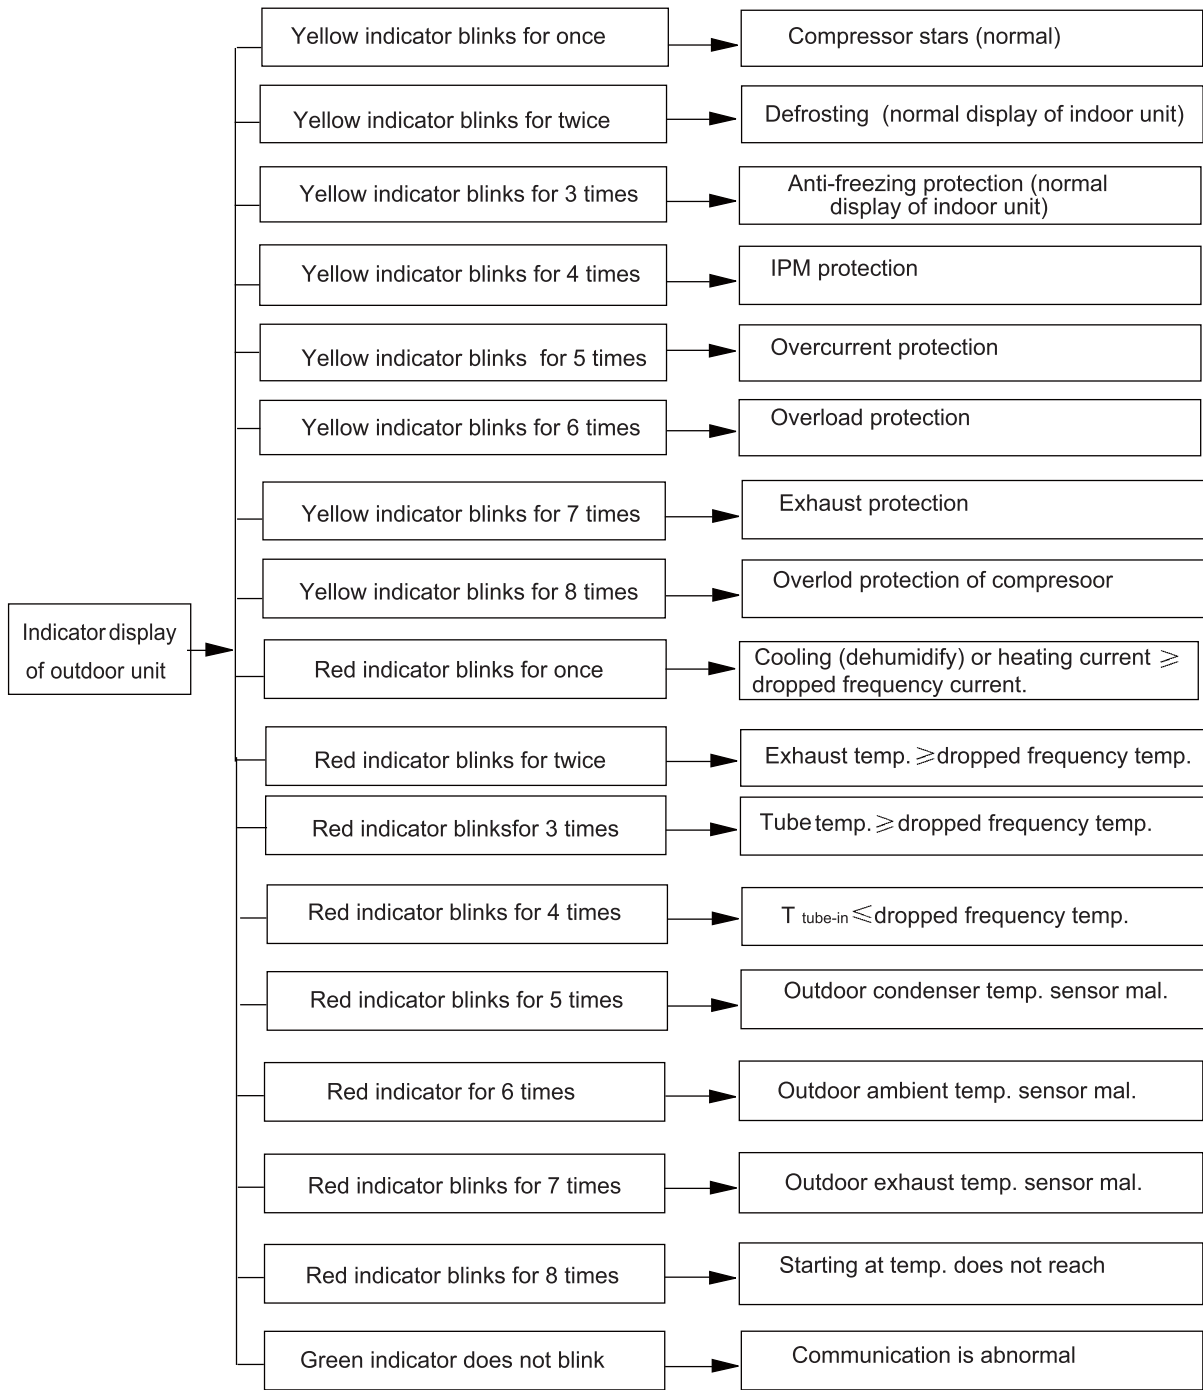 Yellow indicator blinks for once
Compressor stars (normal)
Yellow indicator blinks for twice
Defrosting (normal display of indoor unit)
Yellow indicator blinks for 3 times
Anti-freezing protection (normal
display of indoor unit)
Yellow indicator blinks for 4 times
IPM protection
Yellow indicator blinks for 5 times
Overcurrent protection
Yellow indicator blinks for 6 times
Overload protection
Yellow indicator blinks for 7 times
Exhaust protection
Yellow indicator blinks for 8 times
Overlod protection of compresoor
Indicator display
of outdoor unit
Red indicator blinks for once
Cooling (dehumidify) or heating current ≥
dropped frequency current.
Red indicator blinks for twice
Exhaust temp. ≥dropped frequency temp.
Red indicator blinksfor 3 times
Tube temp. ≥dropped frequency temp.
Red indicator blinks for 4 times
T tube-in ≤dropped frequency temp.
Red indicator blinks for 5 times
Outdoor condenser temp. sensor mal.
Red indicator for 6 times
Outdoor ambient temp. sensor mal.
Red indicator blinks for 7 times
Outdoor exhaust temp. sensor mal.
Red indicator blinks for 8 times
Starting at temp. does not reach
Green indicator does not blink
Communication is abnormal